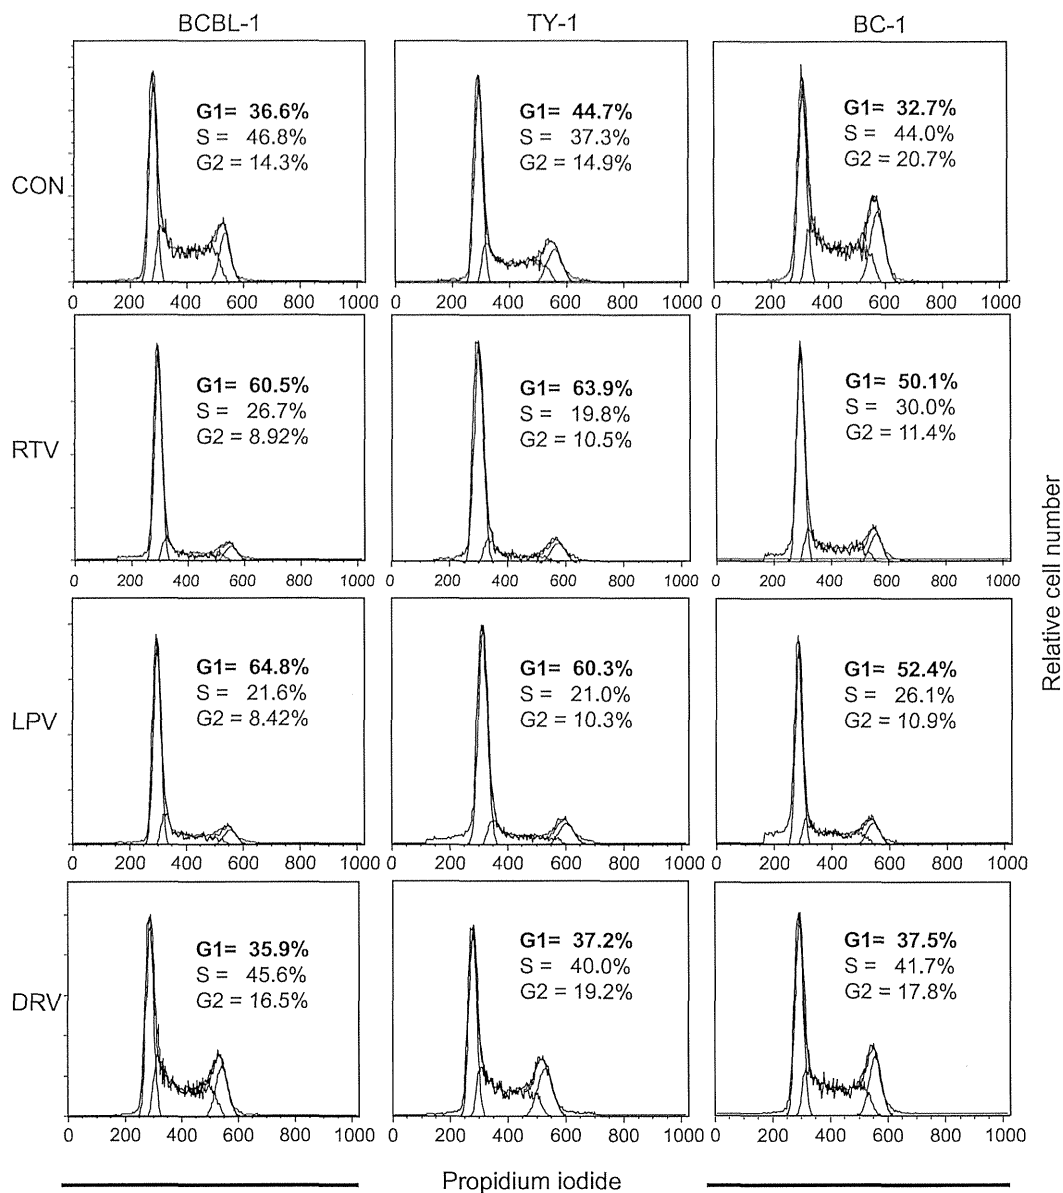 BCBL-1 TY-1 BC-1
CON
G1= 36.6%
S = 46.8%
G2 = 14.3%
G1= 44.7%
S = 37.3%
G2 = 14.9%
G1= 32.7%
S = 44.0%
G2 = 20.7%
0 200 400 600 800 1000
0 200 400 600 800 1000
0 200 400 600 800 1000
RTV
G1= 60.5%
S = 26.7%
G2 = 8.92%
G1= 63.9%
S = 19.8%
G2 = 10.5%
G1= 50.1%
S = 30.0%
G2 = 11.4%
0 200 400 600 800 1000
0 200 400 600 800 1000
0 200 400 600 800 1000
LPV
G1= 64.8%
S = 21.6%
G2 = 8.42%
G1= 60.3%
S = 21.0%
G2 = 10.3%
G1= 52.4%
S = 26.1%
G2 = 10.9%
0 200 400 600 800 1000
0 200 400 600 800 1000
0 200 400 600 800 1000
DRV
G1= 35.9%
S = 45.6%
G2 = 16.5%
G1= 37.2%
S = 40.0%
G2 = 19.2%
G1= 37.5%
S = 41.7%
G2 = 17.8%
0 200 400 600 800 1000
0 200 400 600 800 1000
0 200 400 600 800 1000
Relative cell number
Propidium iodide